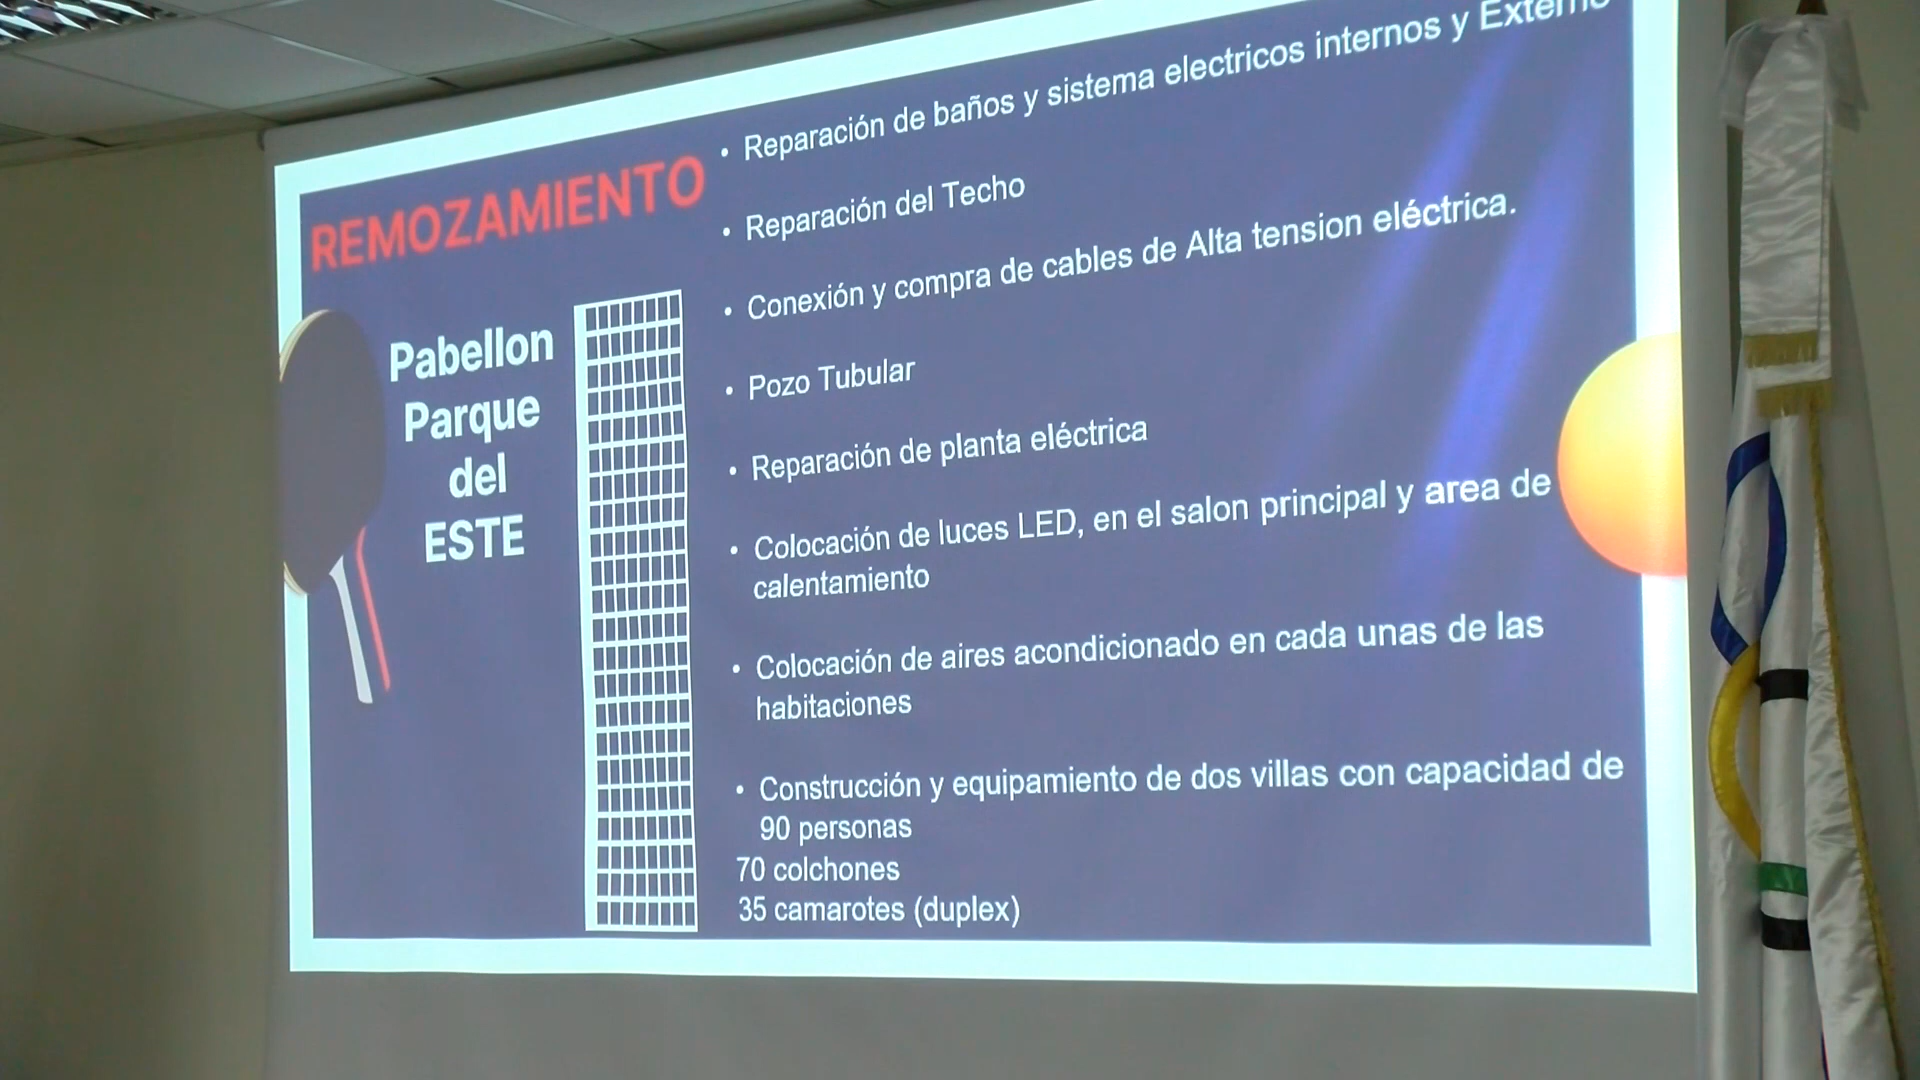 REMOZAMIENTO
Pabellon
Parque
del
ESTE
• Reparación de baños y sistema electricos internos y Externo
• Reparación del Techo
• Conexión y compra de cables de Alta tension eléctrica.
• Pozo Tubular
• Reparación de planta eléctrica
• Colocación de luces LED, en el salon principal y area de
calentamiento
• Colocación de aires acondicionado en cada unas de las
habitaciones
• Construcción y equipamiento de dos villas con capacidad de
90 personas
70 colchones
35 camarotes (duplex)